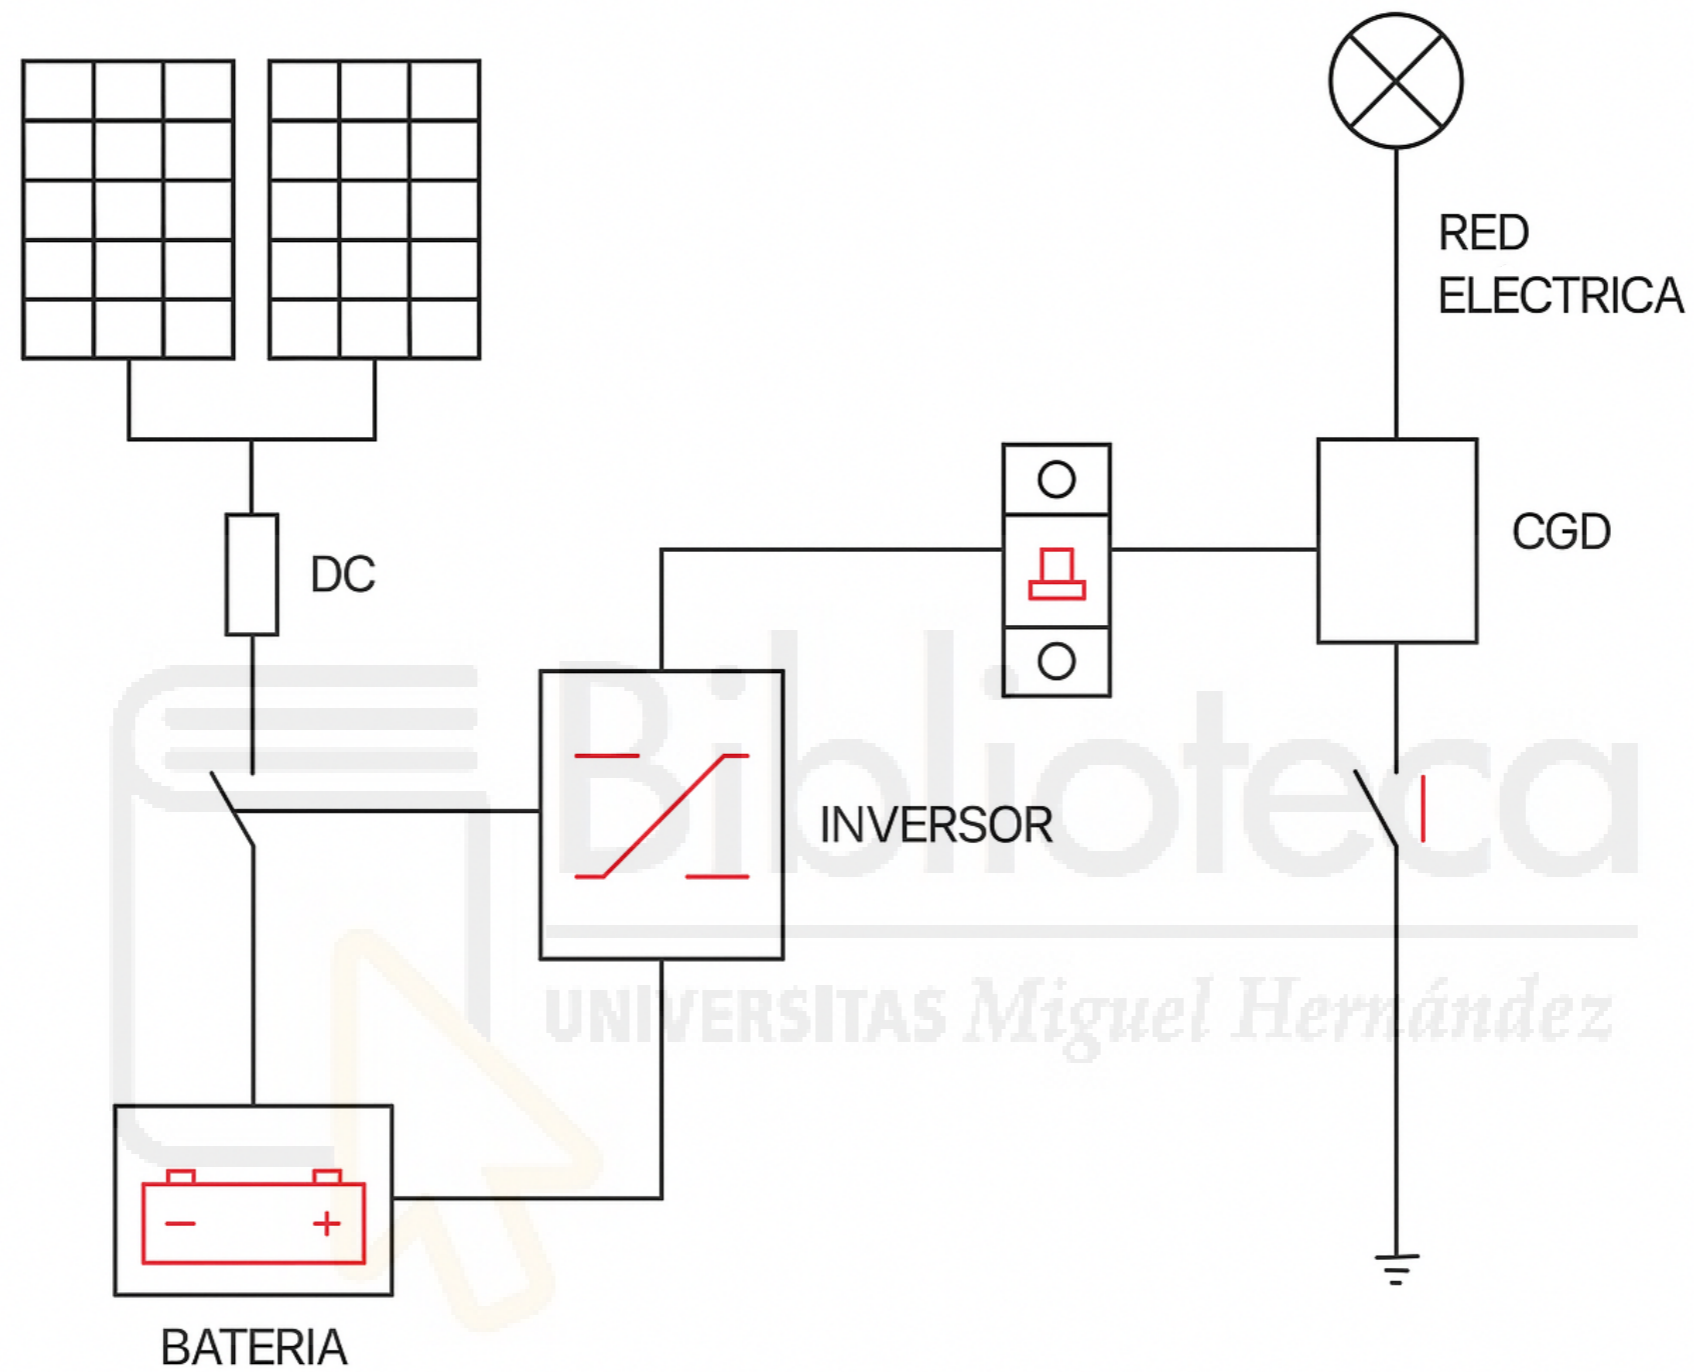 RED
ELECTRICA
CGD
DC
INVERSOR
BATERIA
Biblioteca
UNIVERSITAS Miguel Hernández